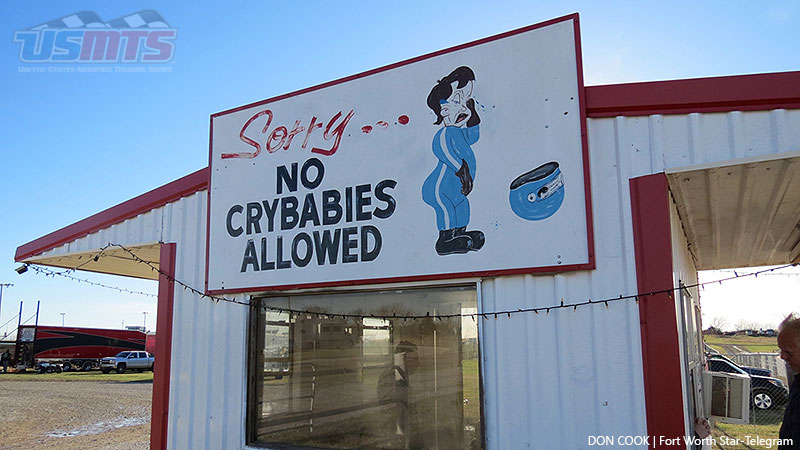 USMTS
United States Modified Touring Series
Sorry...
NO
CRYBABIES
ALLOWED
DON COOK | Fort Worth Star-Telegram